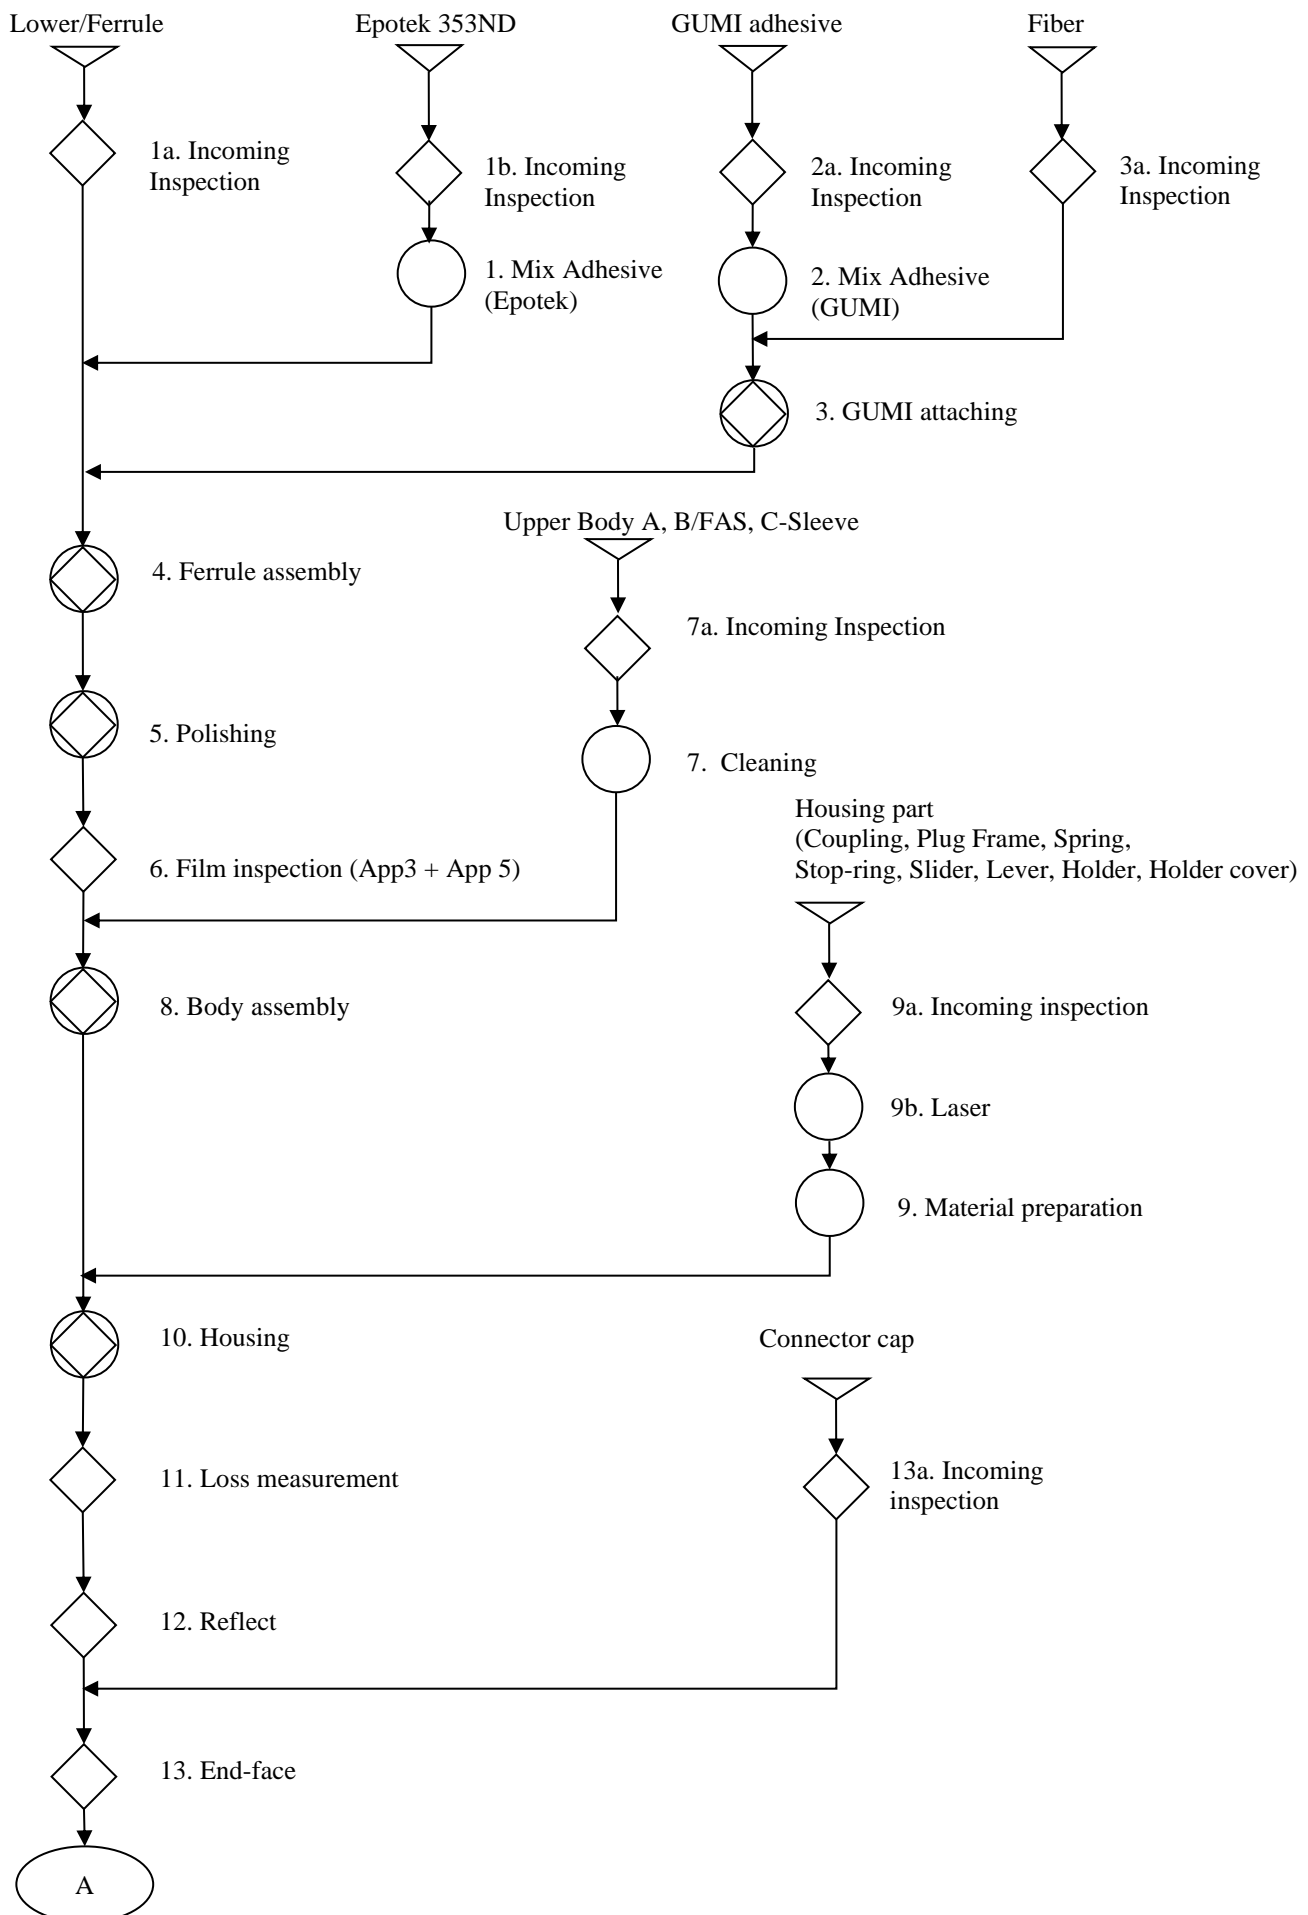 Lower/Ferrule
Epotek 353ND
GUMI adhesive
Fiber
1a. Incoming
Inspection
1b. Incoming
Inspection
2a. Incoming
Inspection
3a. Incoming
Inspection
1. Mix Adhesive
(Epotek)
2. Mix Adhesive
(GUMI)
3. GUMI attaching
Upper Body A, B/FAS, C-Sleeve
4. Ferrule assembly
7a. Incoming Inspection
5. Polishing
7.  Cleaning
Housing part
(Coupling, Plug Frame, Spring,
Stop-ring, Slider, Lever, Holder, Holder cover)
6. Film inspection (App3 + App 5)
8. Body assembly
9a. Incoming inspection
9b. Laser
9. Material preparation
10. Housing
Connector cap
11. Loss measurement
13a. Incoming
inspection
12. Reflect
13. End-face
A